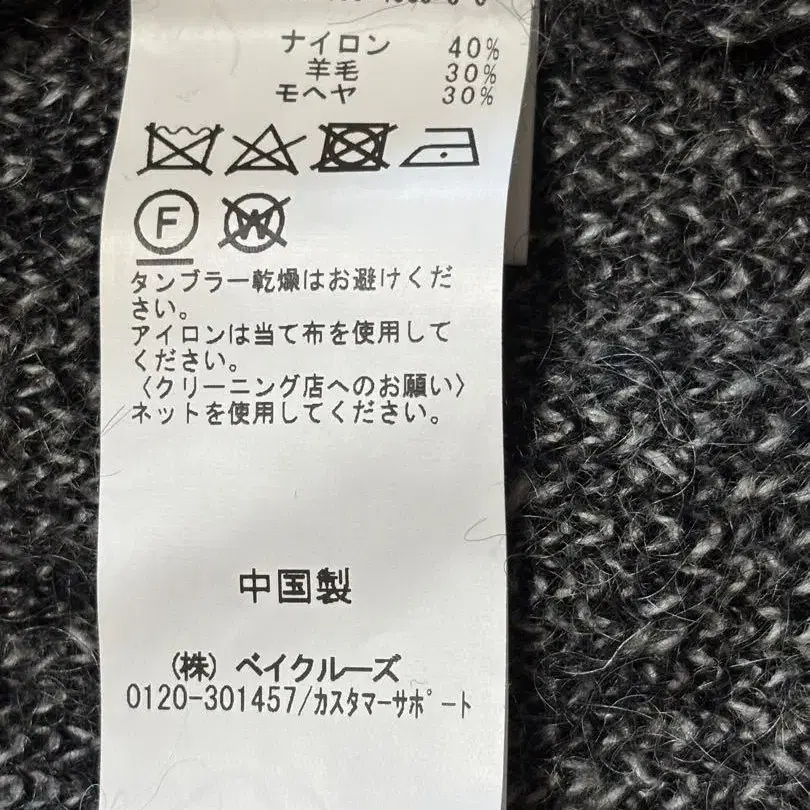 ナイロン 40%
羊毛 30%
モヘヤ 30%
F W
タンブラー乾燥はお避けくだ
さい。
アイロンは当て布を使用して
ください。
〈クリーニング店へのお願い〉
ネットを使用してください。
中国製
(株) ベイクルーズ
0120-301457/カスタマーサポート